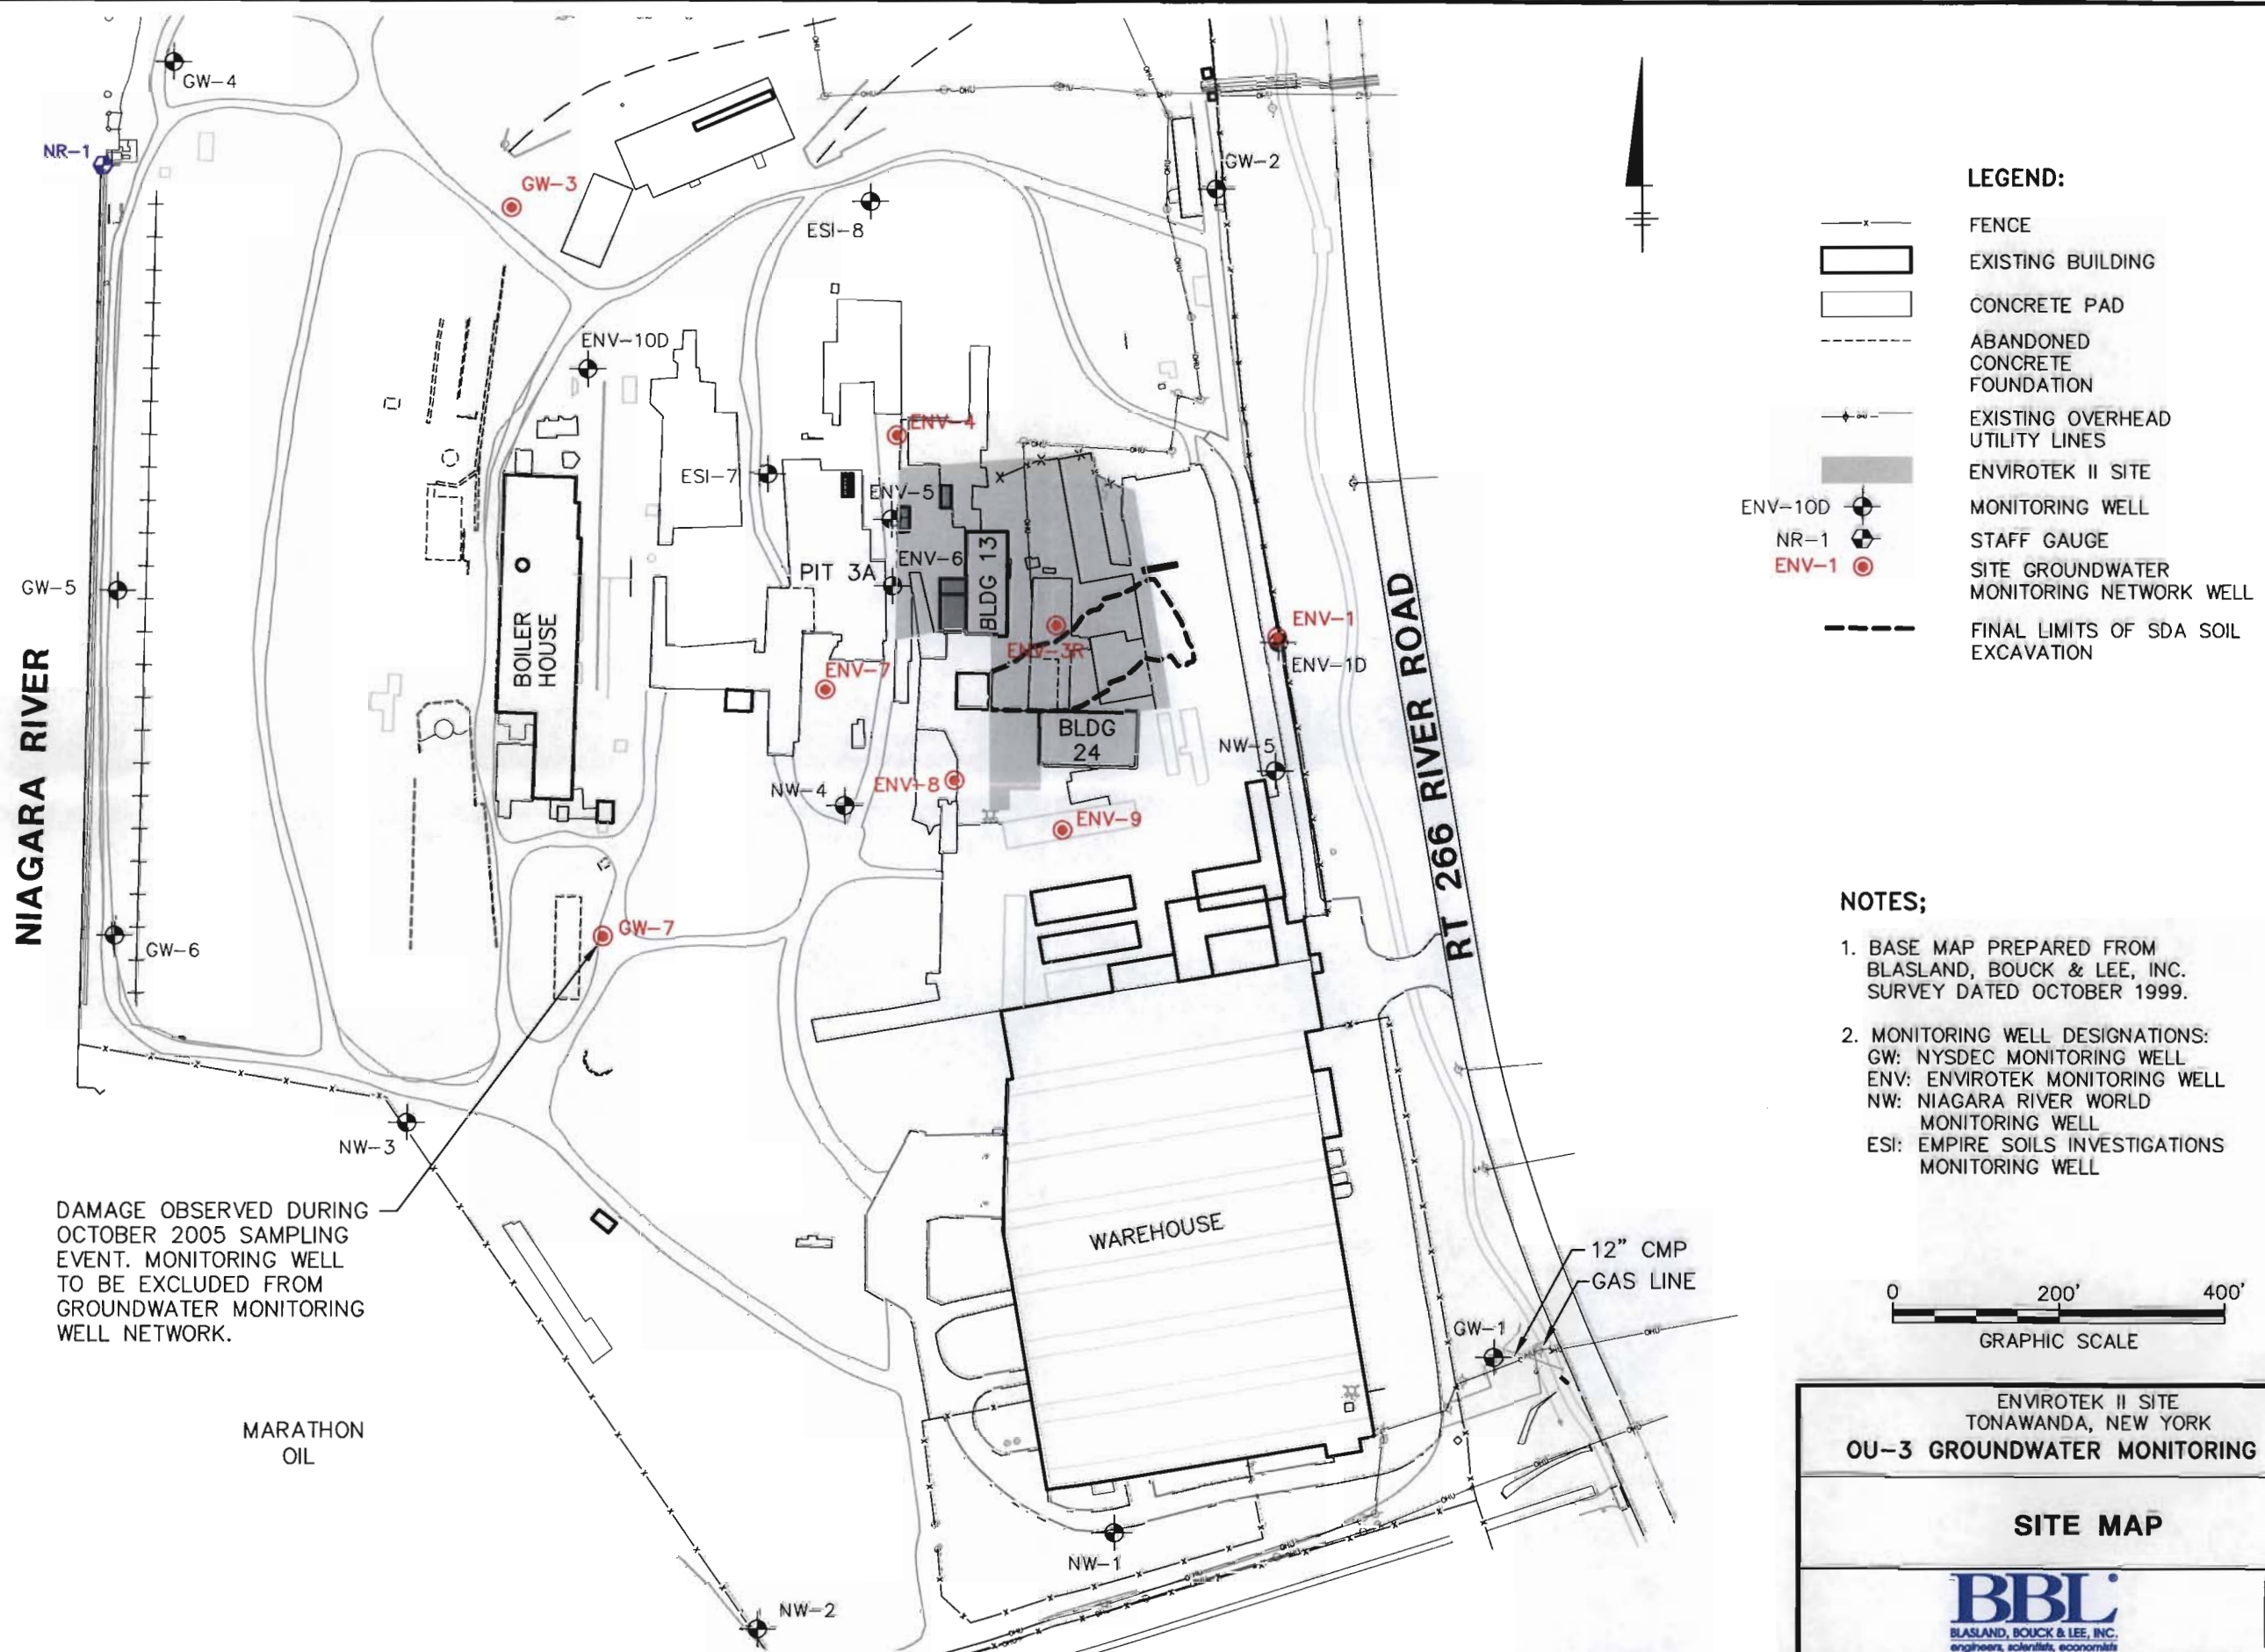 GW-4
NR-1
GW-3
GW-2
ESI-8
ENV-10D
ENV-4
ESI-7
ENV-5
PIT 3A
ENV-6
BLDG 13
GW-5
BOILER
HOUSE
ENV-3R
ENV-1
ENV-1D
ENV-7
BLDG
24
NW-5
NW-4
ENV-8
ENV-9
NIAGARA RIVER
RT 266 RIVER ROAD
GW-7
GW-6
NW-3
DAMAGE OBSERVED DURING
OCTOBER 2005 SAMPLING
EVENT. MONITORING WELL
TO BE EXCLUDED FROM
GROUNDWATER MONITORING
WELL NETWORK.
WAREHOUSE
12" CMP
GAS LINE
GW-1
MARATHON
OIL
NW-1
NW-2
OHU
OHU
OHU
OHU
OHU
OHU
LEGEND:
FENCE
EXISTING BUILDING
CONCRETE PAD
ABANDONED
CONCRETE
FOUNDATION
EXISTING OVERHEAD
UTILITY LINES
ENVIROTEK II SITE
ENV-10D MONITORING WELL
NR-1 STAFF GAUGE
ENV-1 SITE GROUNDWATER
MONITORING NETWORK WELL
FINAL LIMITS OF SDA SOIL
EXCAVATION
NOTES;
1. BASE MAP PREPARED FROM
BLASLAND, BOUCK & LEE, INC.
SURVEY DATED OCTOBER 1999.
2. MONITORING WELL DESIGNATIONS:
GW: NYSDEC MONITORING WELL
ENV: ENVIROTEK MONITORING WELL
NW: NIAGARA RIVER WORLD
MONITORING WELL
ESI: EMPIRE SOILS INVESTIGATIONS
MONITORING WELL
0 200' 400'
GRAPHIC SCALE
ENVIROTEK II SITE
TONAWANDA, NEW YORK
OU-3 GROUNDWATER MONITORING
SITE MAP
BBL
BLASLAND, BOUCK & LEE, INC.
engineers, scientists, economists